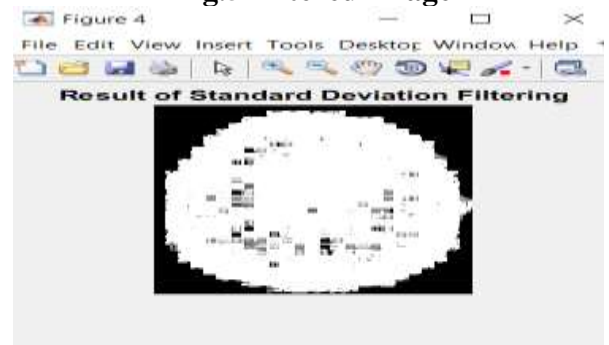 Figure 4
File Edit View Insert Tools Desktop Window Help
Result of Standard Deviation Filtering